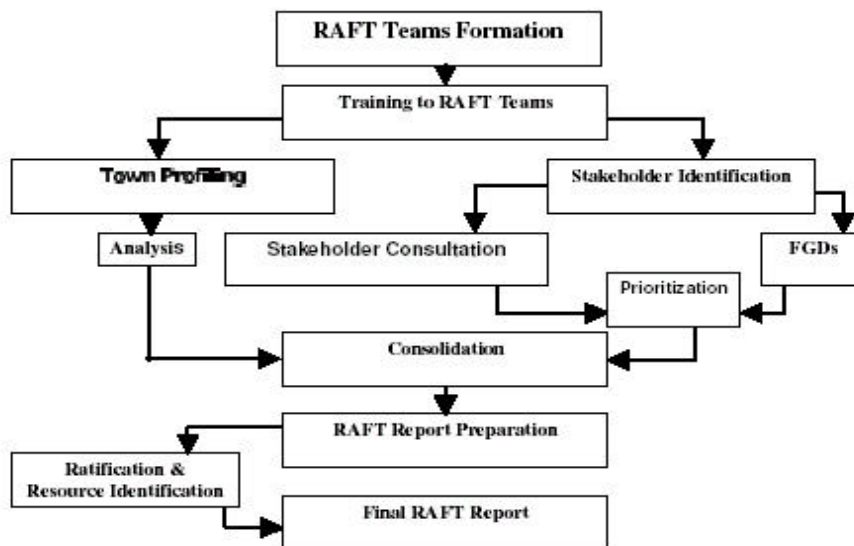 RAFT Teams Formation
Training to RAFT Teams
Town Profiling
Stakeholder Identification
Analysis
Stakeholder Consultation
FGDs
Prioritization
Consolidation
RAFT Report Preparation
Ratification &
Resource Identification
Final RAFT Report